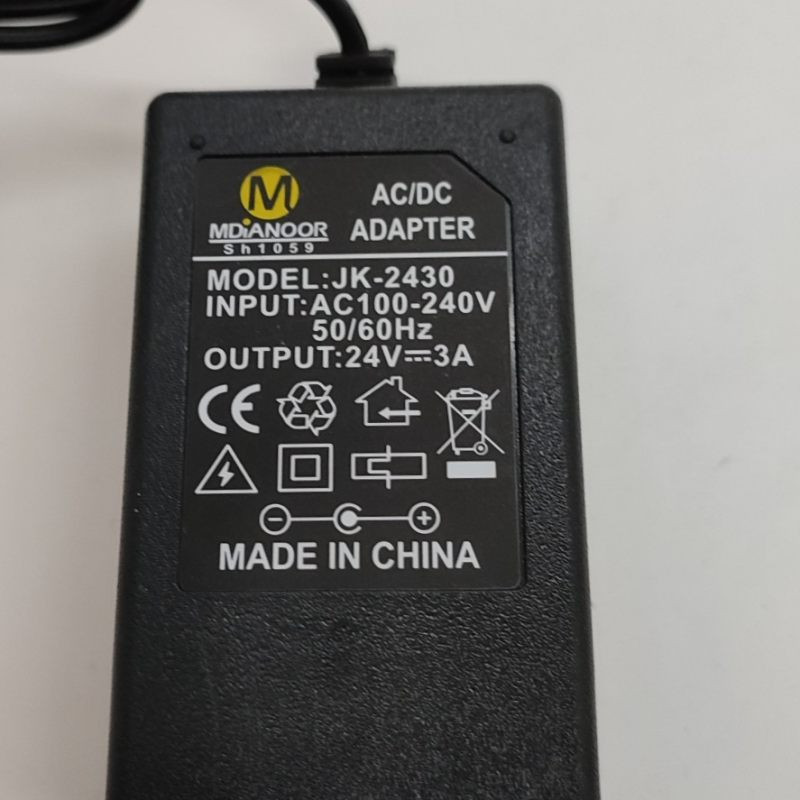 M
MDiANOOR
Sh1059
AC/DC
ADAPTER
MODEL:JK-2430
INPUT:AC100-240V
50/60Hz
OUTPUT:24V⎓3A
CE
MADE IN CHINA